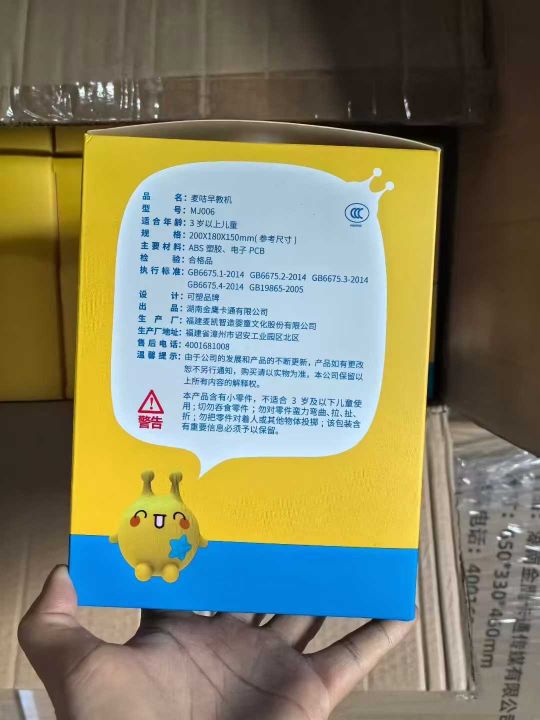 品名：麦咭早教机
型号：MJ006
适合年龄：3 岁以上儿童
规格：200X180X150mm(参考尺寸)
主要材料：ABS 塑胶、电子 PCB
检验：合格品
执行标准：GB6675.1-2014 GB6675.2-2014 GB6675.3-2014
GB6675.4-2014 GB19865-2005
设计：可塑品牌
出品：湖南金鹰卡通有限公司
生产厂：福建麦凯智造婴童文化股份有限公司
生产厂地址：福建省漳州市诏安工业园区北区
售后电话：4001681008
温馨提示：由于公司的发展和产品的不断更新，产品如有更改
恕不另行通知，购买请以实物为准。本公司保留以
上所有内容的解释权。
警告
本产品含有小零件，不适合 3 岁及以下儿童使
用；切勿吞食零件；勿对零件蛮力弯曲、拉、扯、
折；勿把零件对着人或其他物体投掷；该包装含
有重要信息必须予以保留。